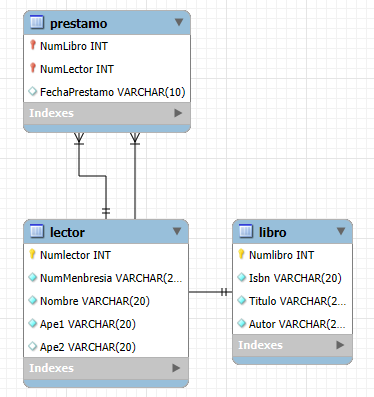 prestamo
NumLibro INT
NumLector INT
FechaPrestamo VARCHAR(10)
Indexes
lector
Numlector INT
NumMenbresia VARCHAR(2...
Nombre VARCHAR(20)
Ape1 VARCHAR(20)
Ape2 VARCHAR(20)
Indexes
libro
Numlibro INT
Isbn VARCHAR(20)
Titulo VARCHAR(20)
Autor VARCHAR(2...
Indexes